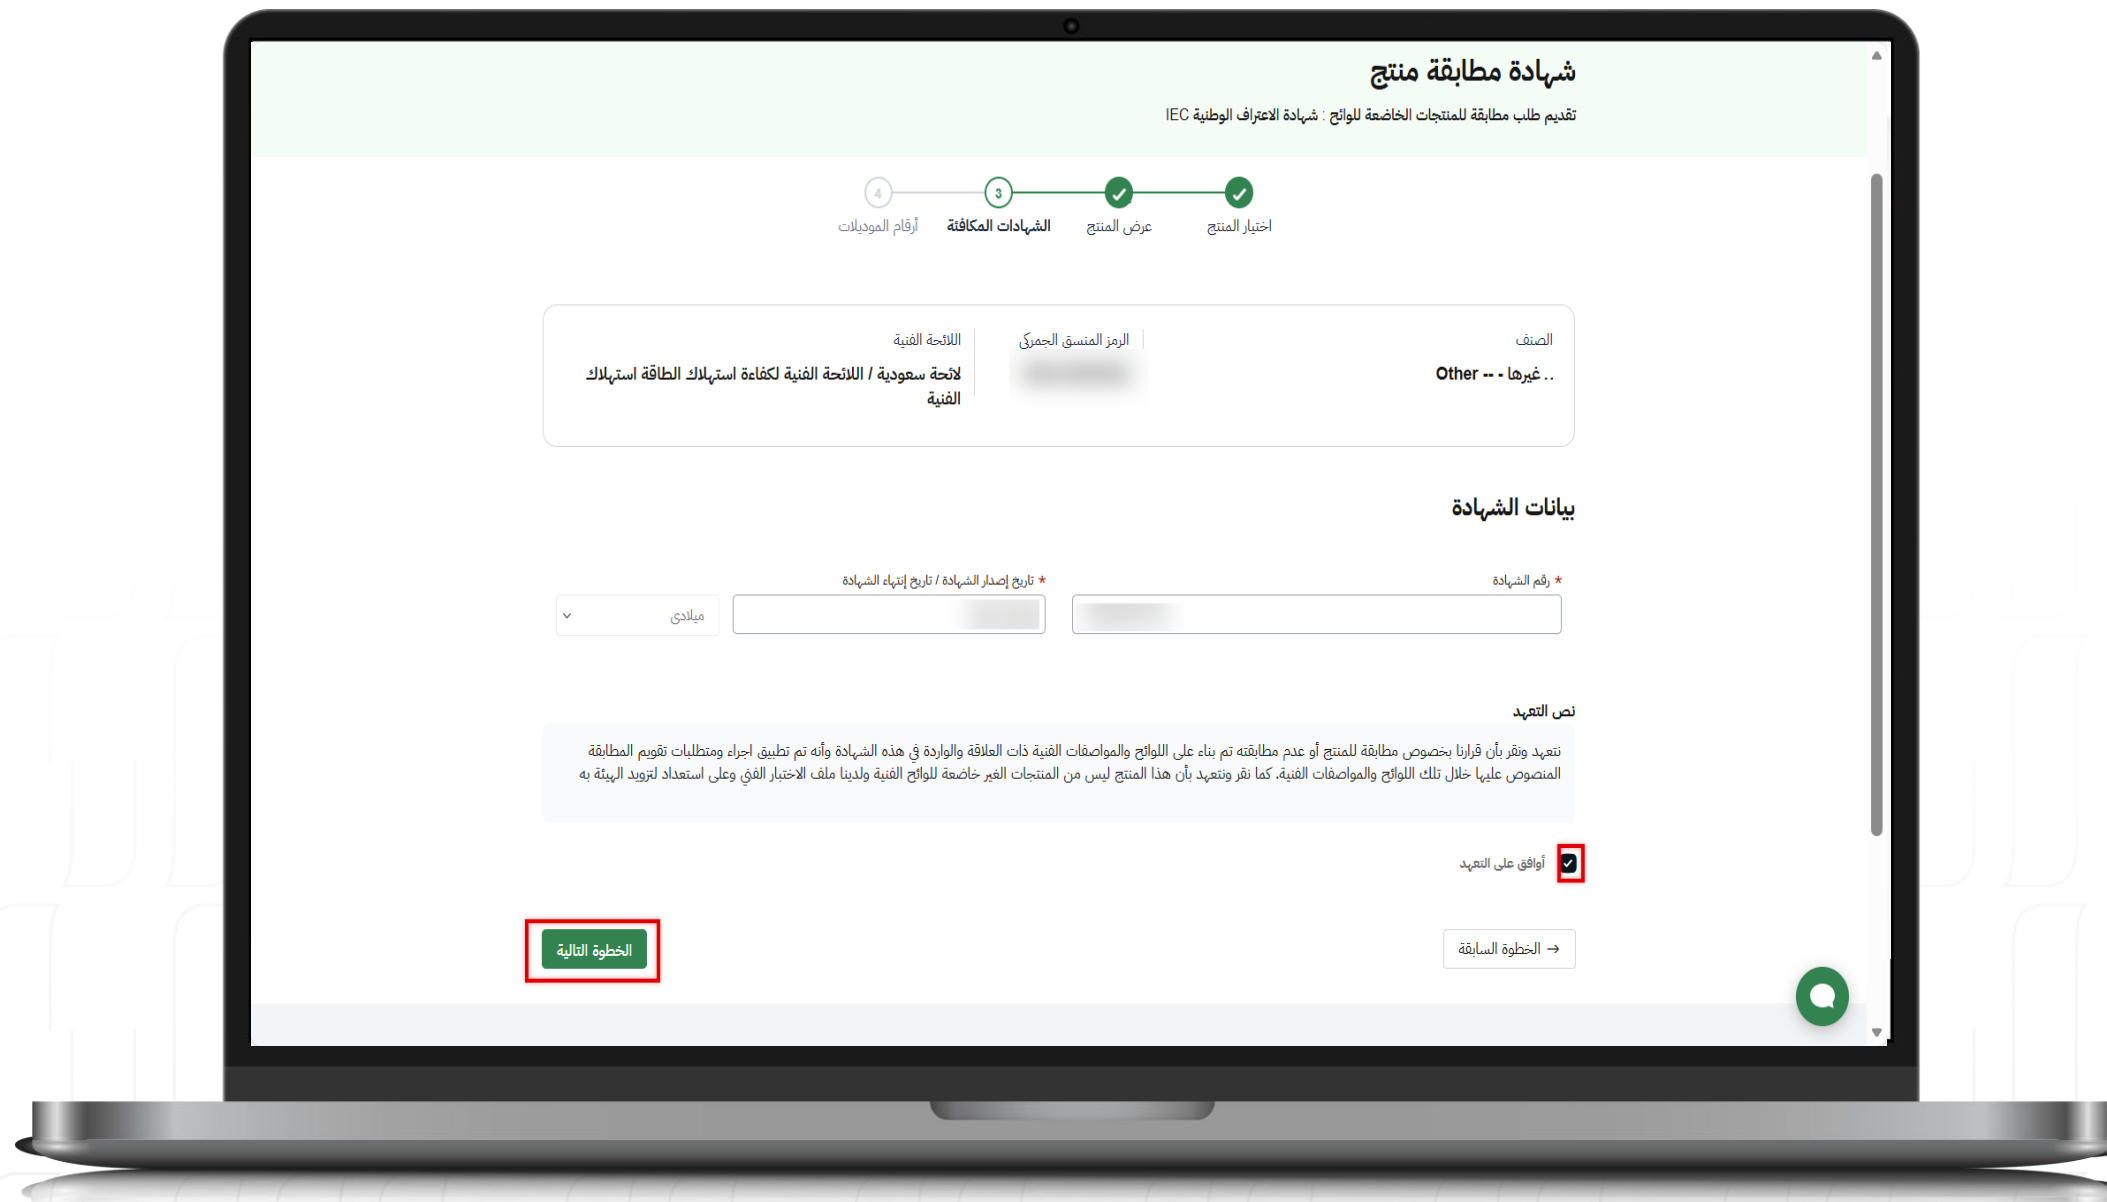 شهادة مطابقة منتج
تقديم طلب مطابقة للمنتجات الخاضعة للوائح : شهادة الاعتراف الوطنية IEC
3
4
اختيار المنتج
عرض المنتج
الشهادات المكافئة
أرقام الموديلات
الصنف
الرمز المنسق الجمركي
اللائحة الفنية
.. غيرها - -- Other
لائحة سعودية / اللائحة الفنية لكفاءة استهلاك الطاقة استهلاك
الفنية
بيانات الشهادة
* رقم الشهادة
* تاريخ إصدار الشهادة / تاريخ إنتهاء الشهادة
ميلادي
نص التعهد
نتعهد ونقر بأن قرارنا بخصوص مطابقة للمنتج أو عدم مطابقته تم بناء على اللوائح والمواصفات الفنية ذات العلاقة والواردة في هذه الشهادة وأنه تم تطبيق اجراء ومتطلبات تقويم المطابقة
المنصوص عليها خلال تلك اللوائح والمواصفات الفنية. كما نقر ونتعهد بأن هذا المنتج ليس من المنتجات الغير خاضعة للوائح الفنية ولدينا ملف الاختبار الفني وعلى استعداد لتزويد الهيئة به
أوافق على التعهد
→ الخطوة السابقة
الخطوة التالية